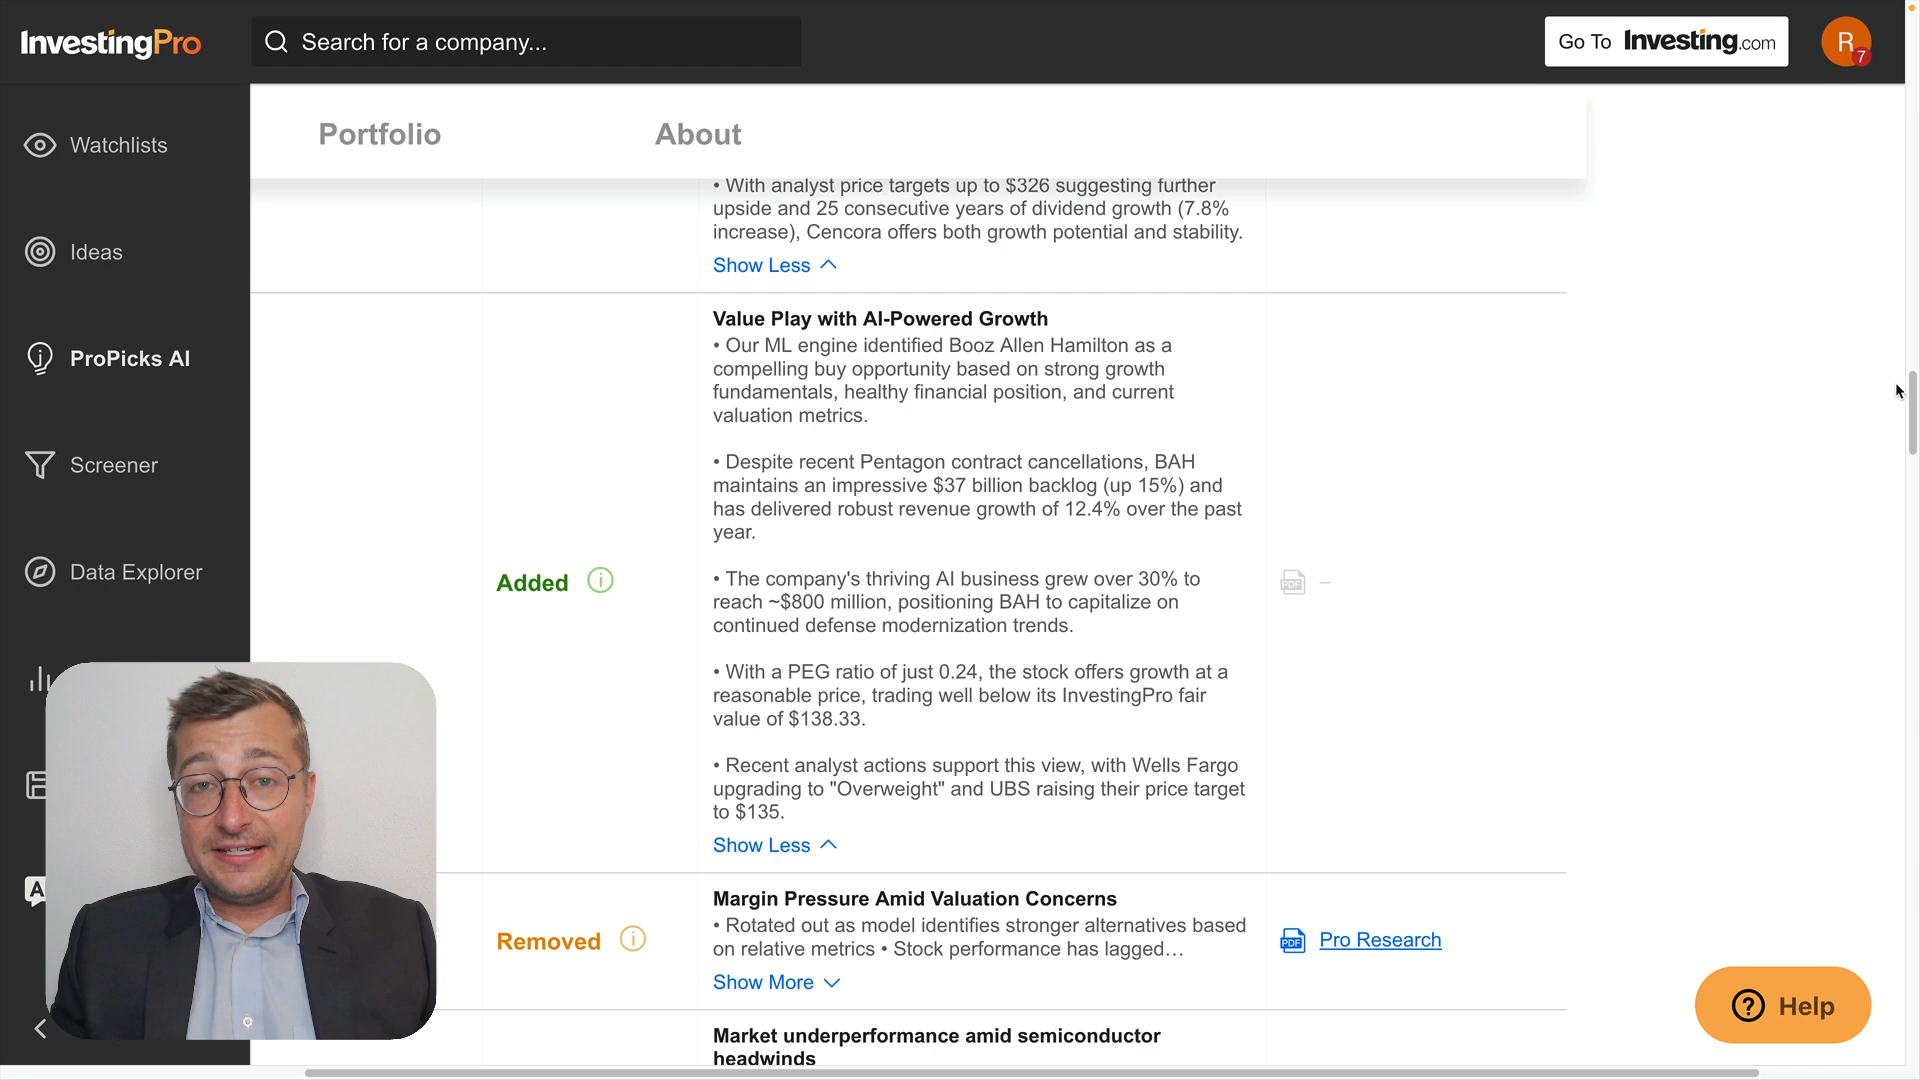 InvestingPro
Search for a company...
Go To Investing.com
R
7
Watchlists
Ideas
ProPicks AI
Screener
Data Explorer
A
Portfolio
About
• With analyst price targets up to $326 suggesting further
upside and 25 consecutive years of dividend growth (7.8%
increase), Cencora offers both growth potential and stability.
Show Less
Added
Value Play with AI-Powered Growth
• Our ML engine identified Booz Allen Hamilton as a
compelling buy opportunity based on strong growth
fundamentals, healthy financial position, and current
valuation metrics.
• Despite recent Pentagon contract cancellations, BAH
maintains an impressive $37 billion backlog (up 15%) and
has delivered robust revenue growth of 12.4% over the past
year.
• The company's thriving AI business grew over 30% to
reach ~$800 million, positioning BAH to capitalize on
continued defense modernization trends.
• With a PEG ratio of just 0.24, the stock offers growth at a
reasonable price, trading well below its InvestingPro fair
value of $138.33.
• Recent analyst actions support this view, with Wells Fargo
upgrading to "Overweight" and UBS raising their price target
to $135.
Show Less
PDF –
Removed
Margin Pressure Amid Valuation Concerns
• Rotated out as model identifies stronger alternatives based
on relative metrics • Stock performance has lagged…
Show More
PDF Pro Research
Market underperformance amid semiconductor
headwinds
Help